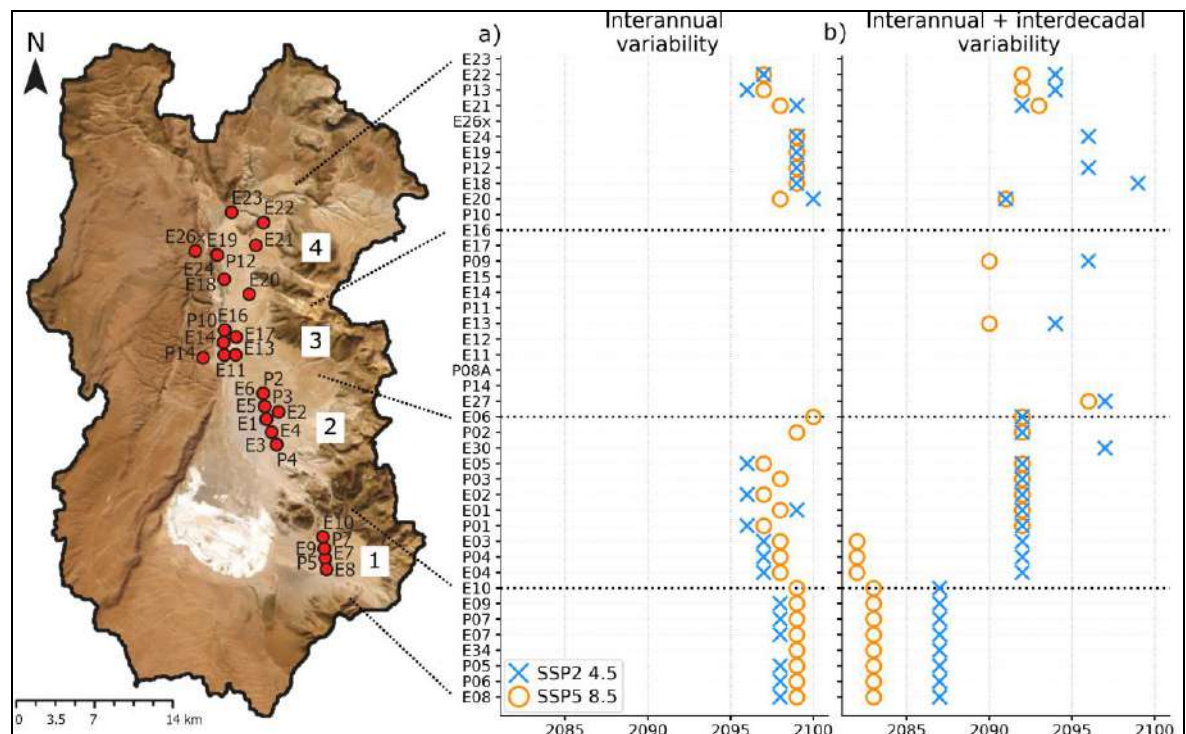 Interannual
variability
Interannual + interdecadal
variability
a)
b)
N
E23
E22
P13
E21
E26x
E24
E19
P12
E18
E20
P10
E16
E17
P09
E15
E14
P11
E13
E12
E11
P08A
P14
E27
E06
P02
E30
E05
P03
E02
E01
P01
E03
P04
E04
E10
E09
P07
E07
E34
P05
P06
E08
E23
E22
E26x
E19
E21
4
P12
E24
E18
E20
P10
E16
E14
E17
3
P14
E13
E11
E6
P2
E5
P3
E2
E1
E4
2
E3
P4
E10
P7
E9
E7
1
P5
E8
SSP2 4.5
SSP5 8.5
0 3.5 7 14 km
2085 2090 2095 2100
2085 2090 2095 2100